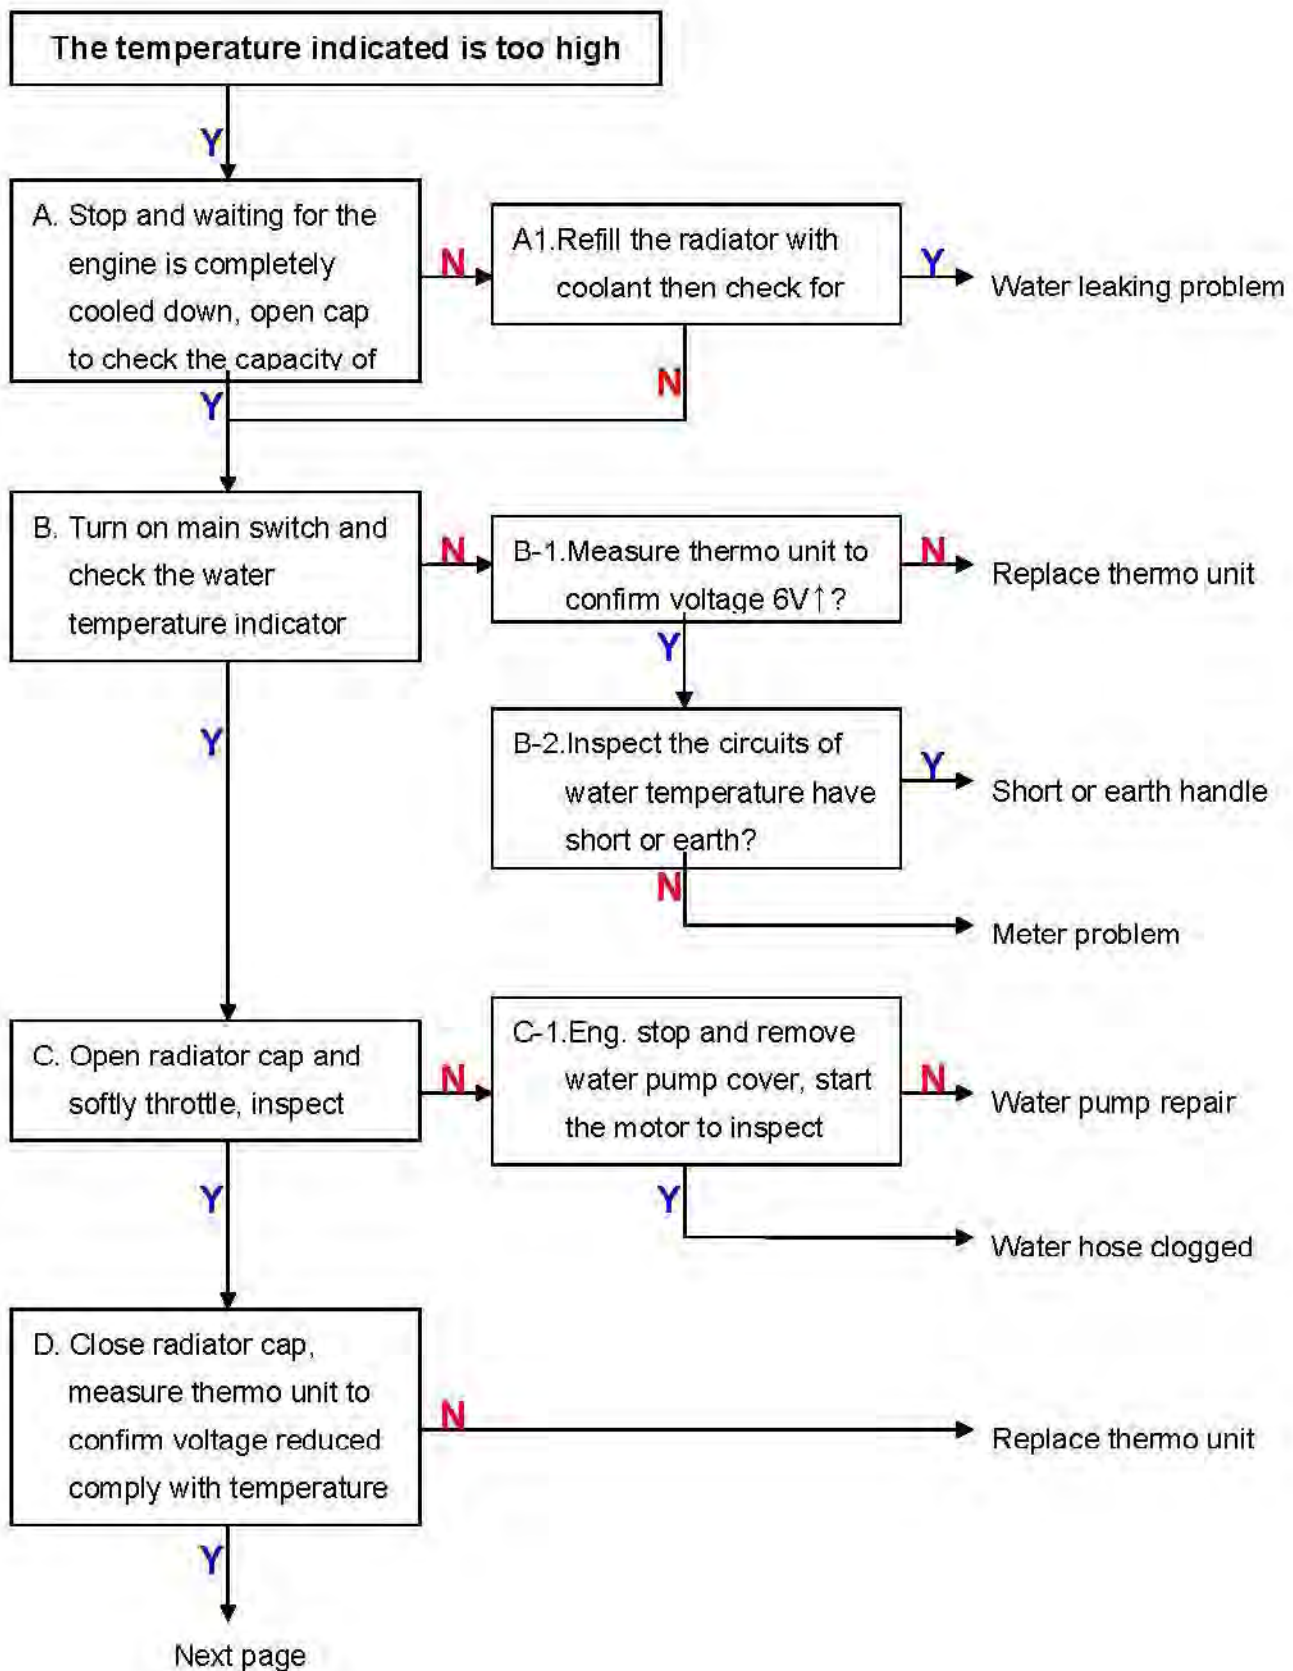 The temperature indicated is too high
Y
A. Stop and waiting for the
engine is completely
cooled down, open cap
to check the capacity of
N
A1.Refill the radiator with
coolant then check for
Y
Water leaking problem
N
Y
B. Turn on main switch and
check the water
temperature indicator
N
B-1.Measure thermo unit to
confirm voltage 6V↑?
N
Replace thermo unit
Y
B-2.Inspect the circuits of
water temperature have
short or earth?
Y
Short or earth handle
N
Meter problem
Y
C. Open radiator cap and
softly throttle, inspect
N
C-1.Eng. stop and remove
water pump cover, start
the motor to inspect
N
Water pump repair
Y
Water hose clogged
Y
D. Close radiator cap,
measure thermo unit to
confirm voltage reduced
comply with temperature
N
Replace thermo unit
Y
Next page